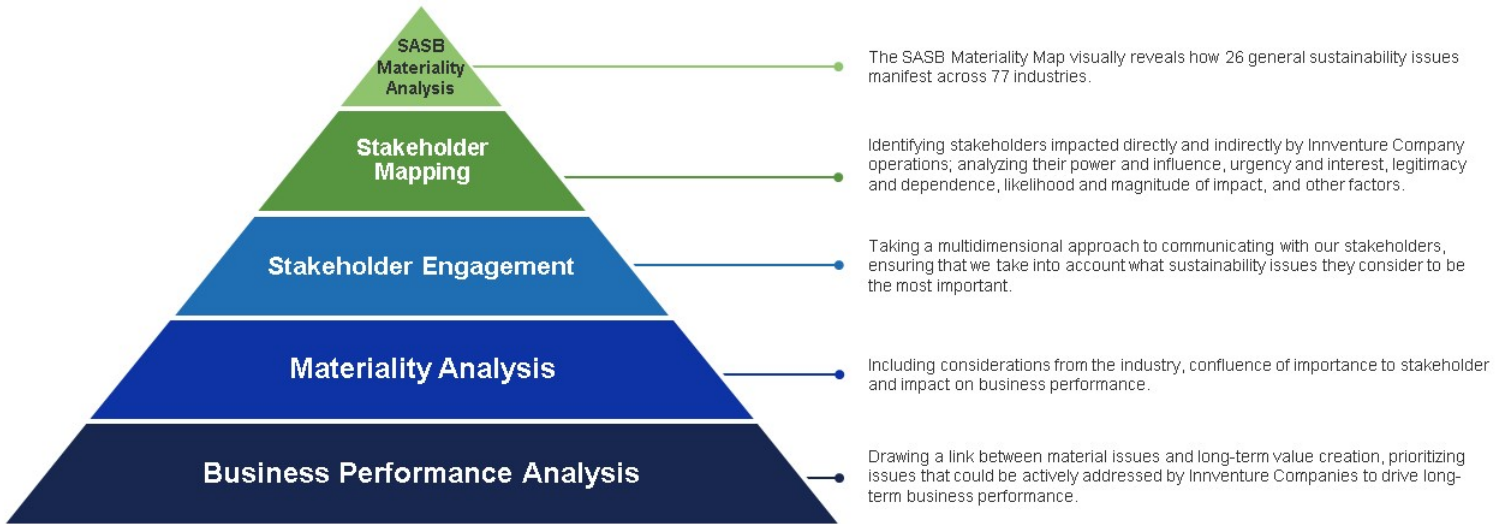 SASB
Materiality
Analysis
The SASB Materiality Map visually reveals how 26 general sustainability issues
manifest across 77 industries.
Stakeholder
Mapping
Identifying stakeholders impacted directly and indirectly by Innventure Company
operations; analyzing their power and influence, urgency and interest, legitimacy
and dependence, likelihood and magnitude of impact, and other factors.
Stakeholder Engagement
Taking a multidimensional approach to communicating with our stakeholders,
ensuring that we take into account what sustainability issues they consider to be
the most important.
Materiality Analysis
Including considerations from the industry, confluence of importance to stakeholder
and impact on business performance.
Business Performance Analysis
Drawing a link between material issues and long-term value creation, prioritizing
issues that could be actively addressed by Innventure Companies to drive long-
term business performance.